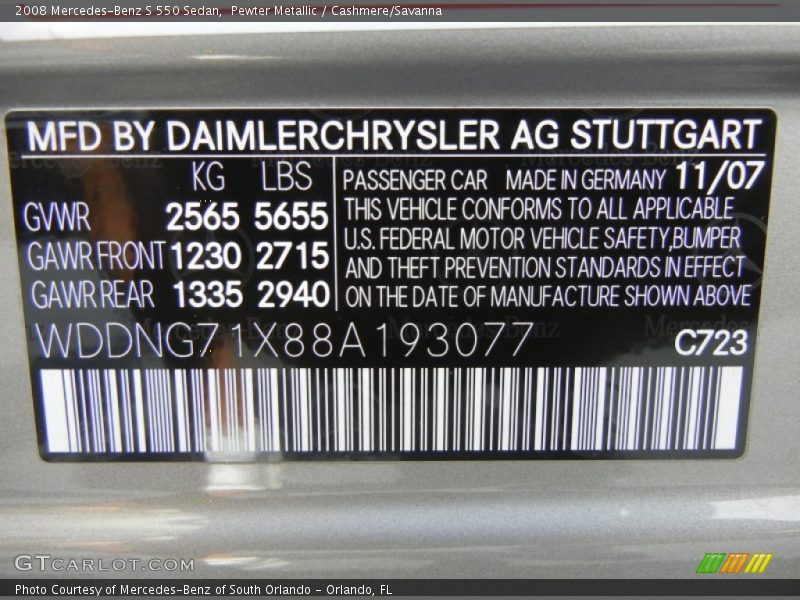 2008 Mercedes-Benz S 550 Sedan, Pewter Metallic / Cashmere/Savanna
MFD BY DAIMLERCHRYSLER AG STUTTGART
KG LBS
GVWR 2565 5655
GAWR FRONT 1230 2715
GAWR REAR 1335 2940
PASSENGER CAR MADE IN GERMANY 11/07
THIS VEHICLE CONFORMS TO ALL APPLICABLE
U.S. FEDERAL MOTOR VEHICLE SAFETY,BUMPER
AND THEFT PREVENTION STANDARDS IN EFFECT
ON THE DATE OF MANUFACTURE SHOWN ABOVE
WDDNG71X88A193077 C723
GTCARLOT.COM
Photo Courtesy of Mercedes-Benz of South Orlando - Orlando, FL